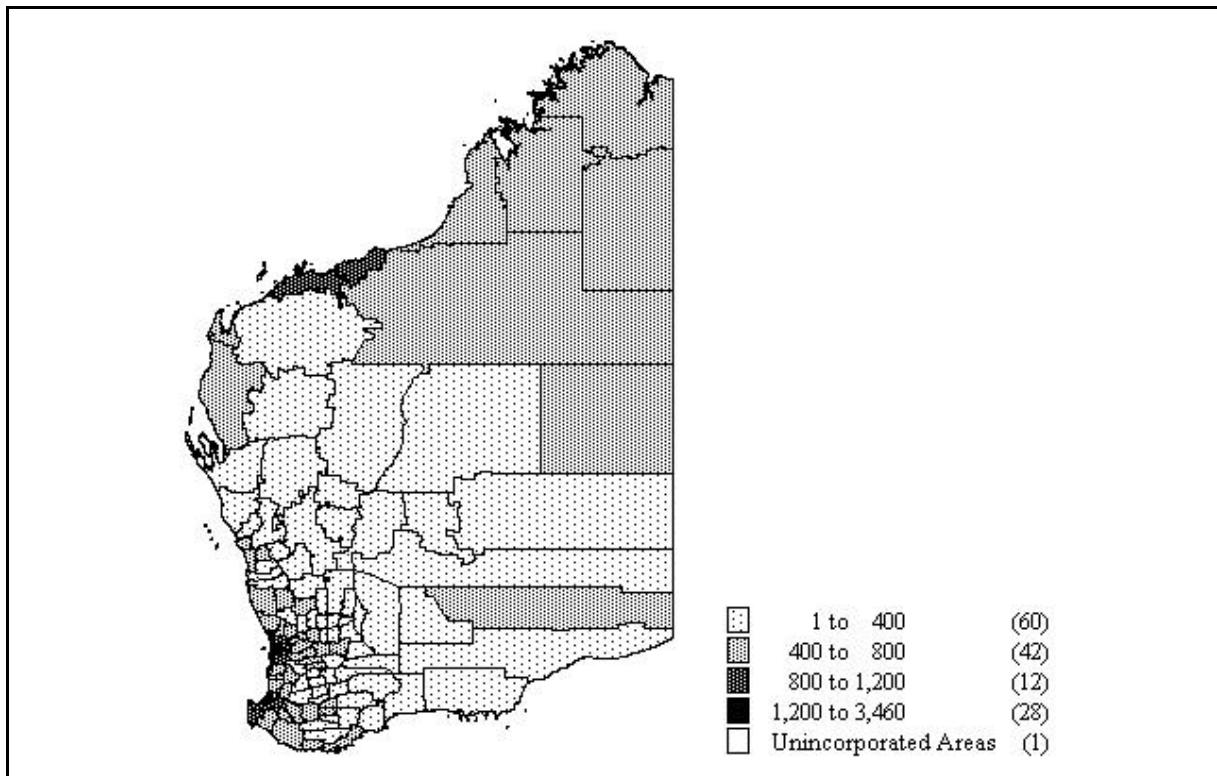 1 to 400 (60)
400 to 800 (42)
800 to 1,200 (12)
1,200 to 3,460 (28)
Unincorporated Areas (1)